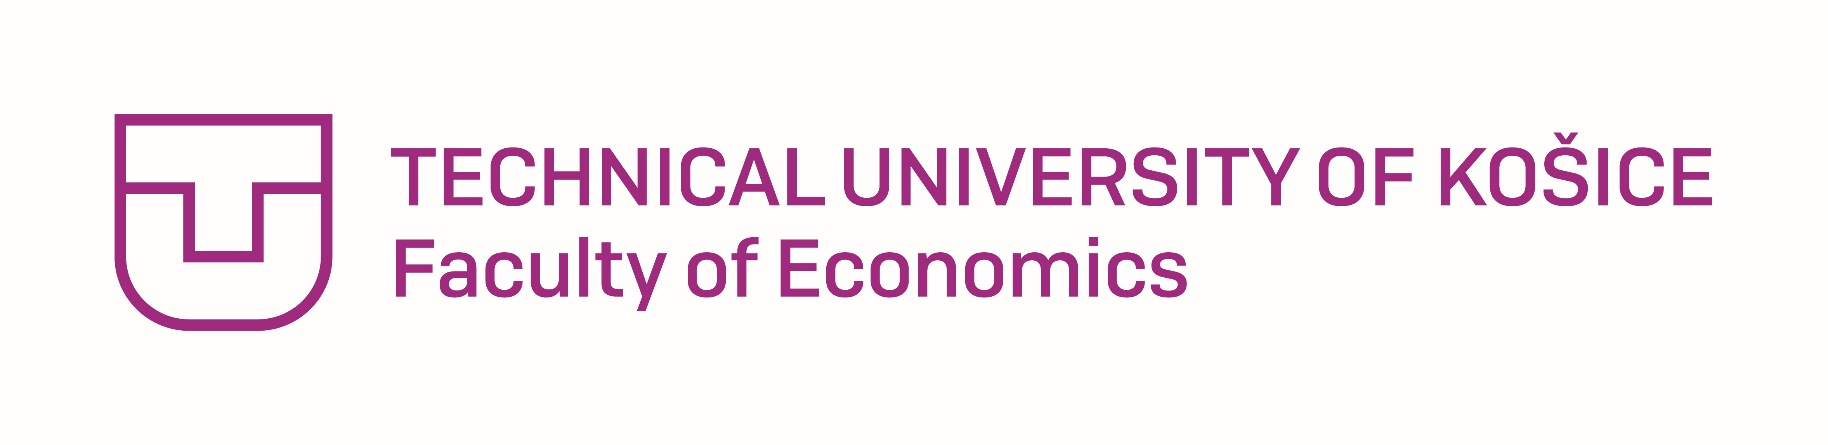 TECHNICAL UNIVERSITY OF KOŠICE
Faculty of Economics